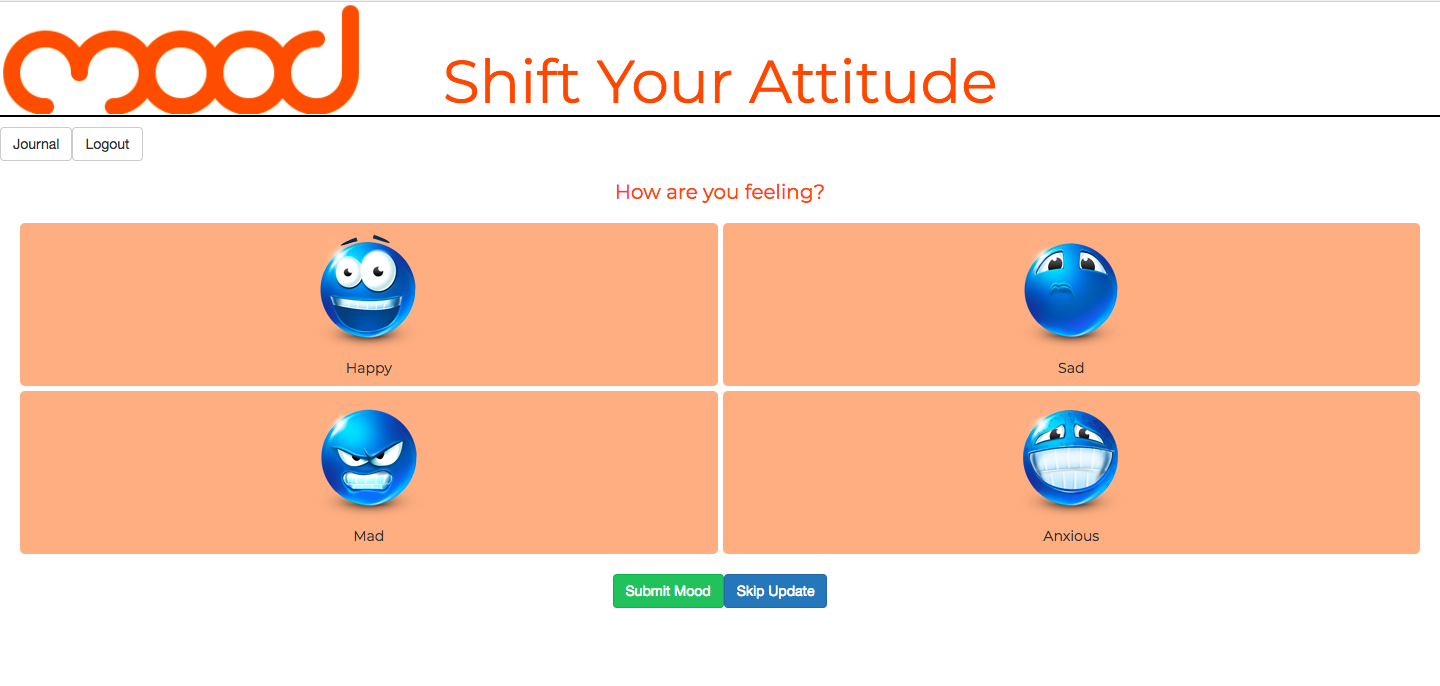 mood
Shift Your Attitude
Journal Logout
How are you feeling?
Happy Sad
Mad Anxious
Submit Mood Skip Update